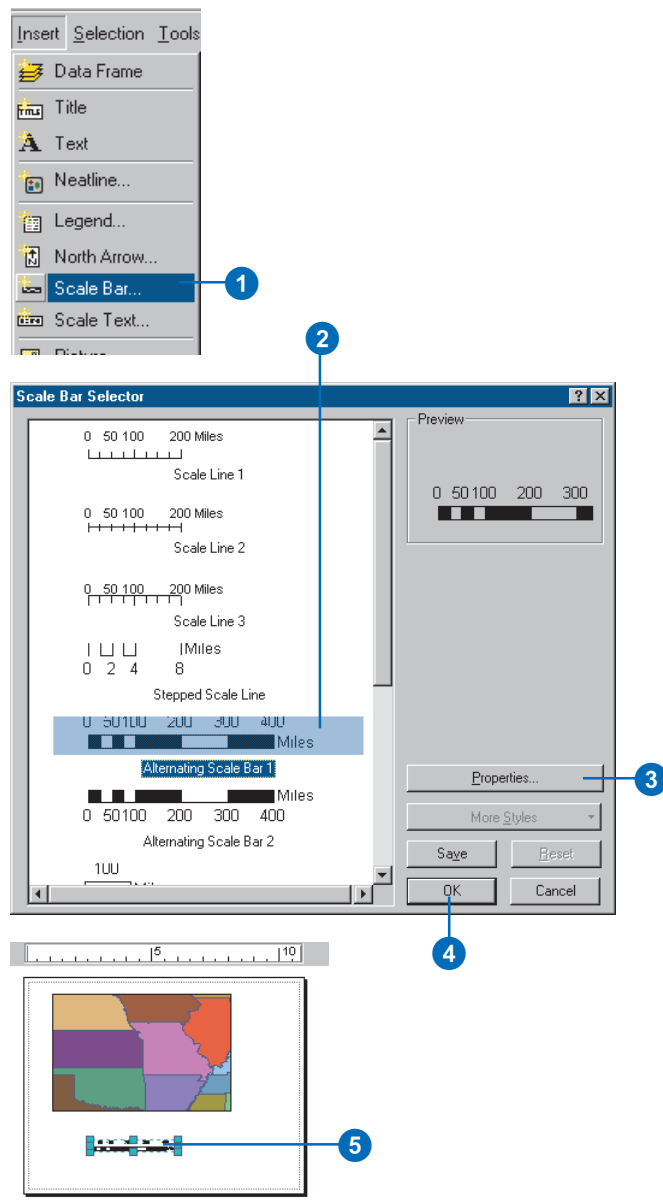 Insert Selection Tools
Data Frame
Title
Text
Neatline...
Legend...
North Arrow...
Scale Bar...
1
Scale Text...
2
Scale Bar Selector
0 50 100 200 Miles
Scale Line 1
0 50 100 200 Miles
Scale Line 2
0 50 100 200 Miles
Scale Line 3
Miles
0 2 4 8
Stepped Scale Line
0 50100 200 300 400
Miles
Alternating Scale Bar 1
Miles
0 50100 200 300 400
Alternating Scale Bar 2
100
Preview
0 50 100 200 300
Properties...
3
More Styles
Save Reset
OK Cancel
4
5 10
5